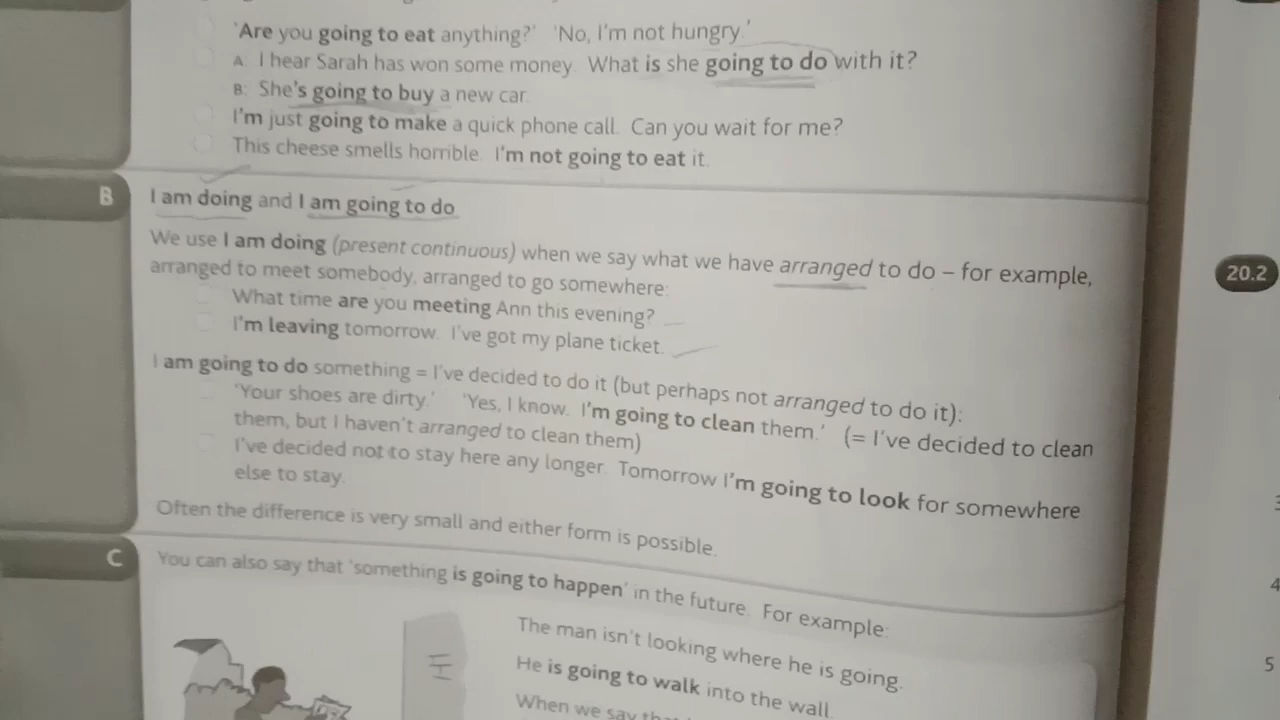 'Are you going to eat anything?' 'No, I'm not hungry.'
A: I hear Sarah has won some money. What is she going to do with it?
B: She's going to buy a new car.
I'm just going to make a quick phone call. Can you wait for me?
This cheese smells horrible. I'm not going to eat it.
B
I am doing and I am going to do
We use I am doing (present continuous) when we say what we have arranged to do – for example,
arranged to meet somebody, arranged to go somewhere:
What time are you meeting Ann this evening?
I'm leaving tomorrow. I've got my plane ticket.
I am going to do something = I've decided to do it (but perhaps not arranged to do it):
'Your shoes are dirty.' 'Yes, I know. I'm going to clean them.' (= I've decided to clean
them, but I haven't arranged to clean them)
I've decided not to stay here any longer. Tomorrow I'm going to look for somewhere
else to stay.
Often the difference is very small and either form is possible.
C
You can also say that 'something is going to happen' in the future. For example:
The man isn't looking where he is going.
He is going to walk into the wall.
When we say
20.2
4
5